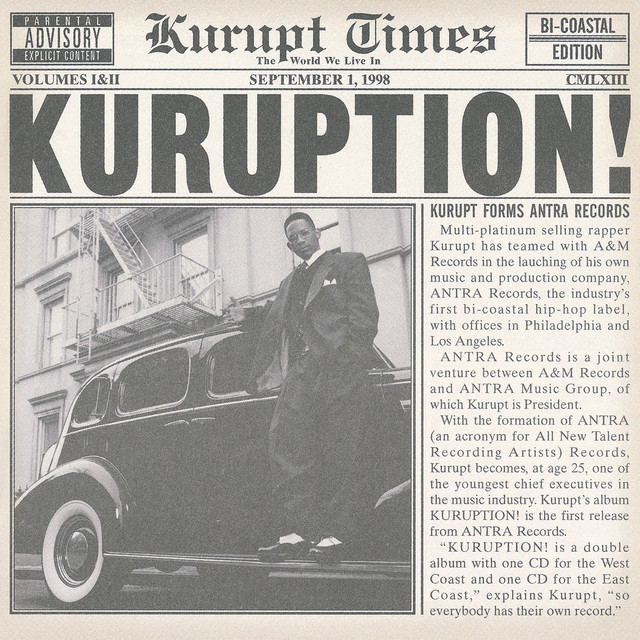 PARENTAL
ADVISORY
EXPLICIT CONTENT
Kurupt Times
The World We Live In
BI-COASTAL
EDITION
VOLUMES I&II
SEPTEMBER 1, 1998
CMLXIII
KURUPTION!
KURUPT FORMS ANTRA RECORDS
Multi-platinum selling rapper
Kurupt has teamed with A&M
Records in the lauching of his own
music and production company,
ANTRA Records, the industry's
first bi-coastal hip-hop label,
with offices in Philadelphia and
Los Angeles.
ANTRA Records is a joint
venture between A&M Records
and ANTRA Music Group, of
which Kurupt is President.
With the formation of ANTRA
(an acronym for All New Talent
Recording Artists) Records,
Kurupt becomes, at age 25, one of
the youngest chief executives in
the music industry. Kurupt's album
KURUPTION! is the first release
from ANTRA Records.
"KURUPTION! is a double
album with one CD for the West
Coast and one CD for the East
Coast," explains Kurupt, "so
everybody has their own record."